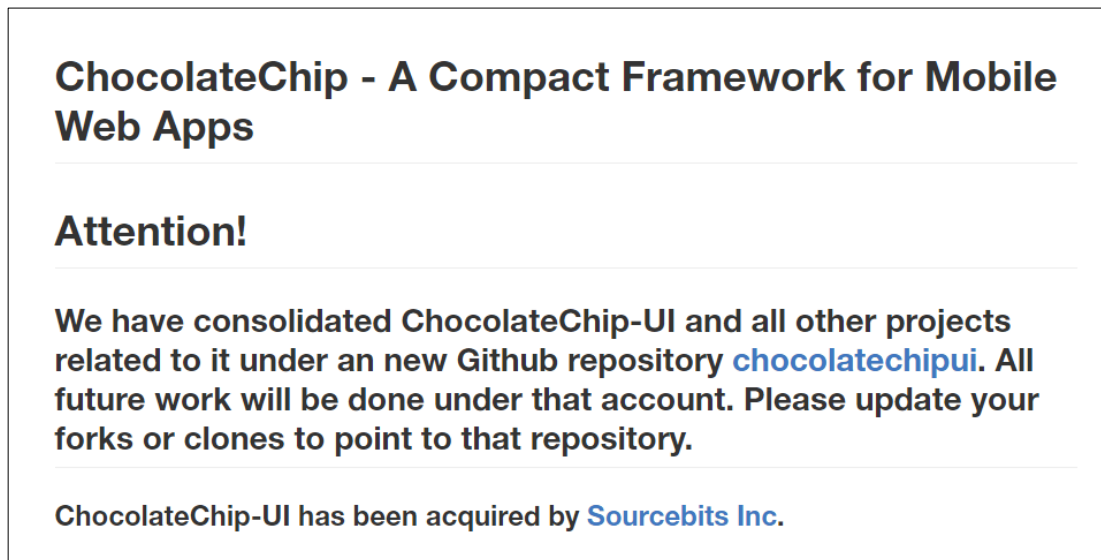 ChocolateChip - A Compact Framework for Mobile
Web Apps
Attention!
We have consolidated ChocolateChip-UI and all other projects
related to it under an new Github repository chocolatechipui. All
future work will be done under that account. Please update your
forks or clones to point to that repository.
ChocolateChip-UI has been acquired by Sourcebits Inc.